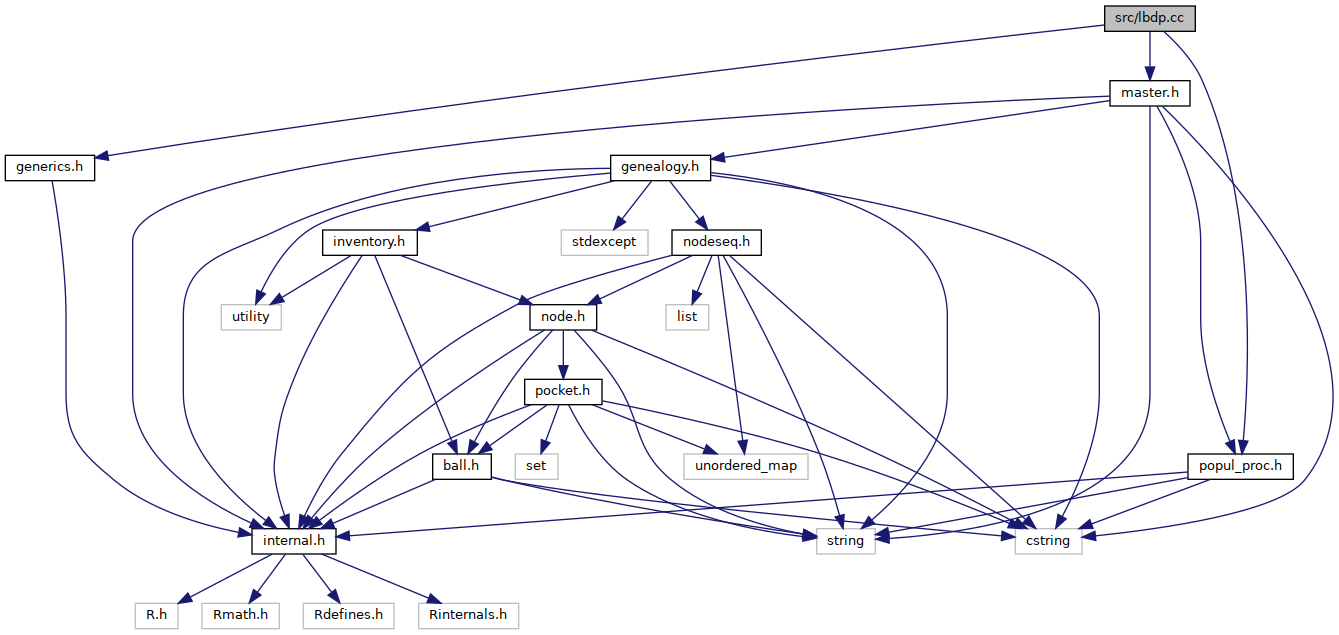 src/lbdp.cc
master.h
generics.h
genealogy.h
inventory.h
stdexcept
nodeseq.h
utility
node.h
list
pocket.h
ball.h
set
unordered_map
popul_proc.h
internal.h
string
cstring
R.h
Rmath.h
Rdefines.h
Rinternals.h